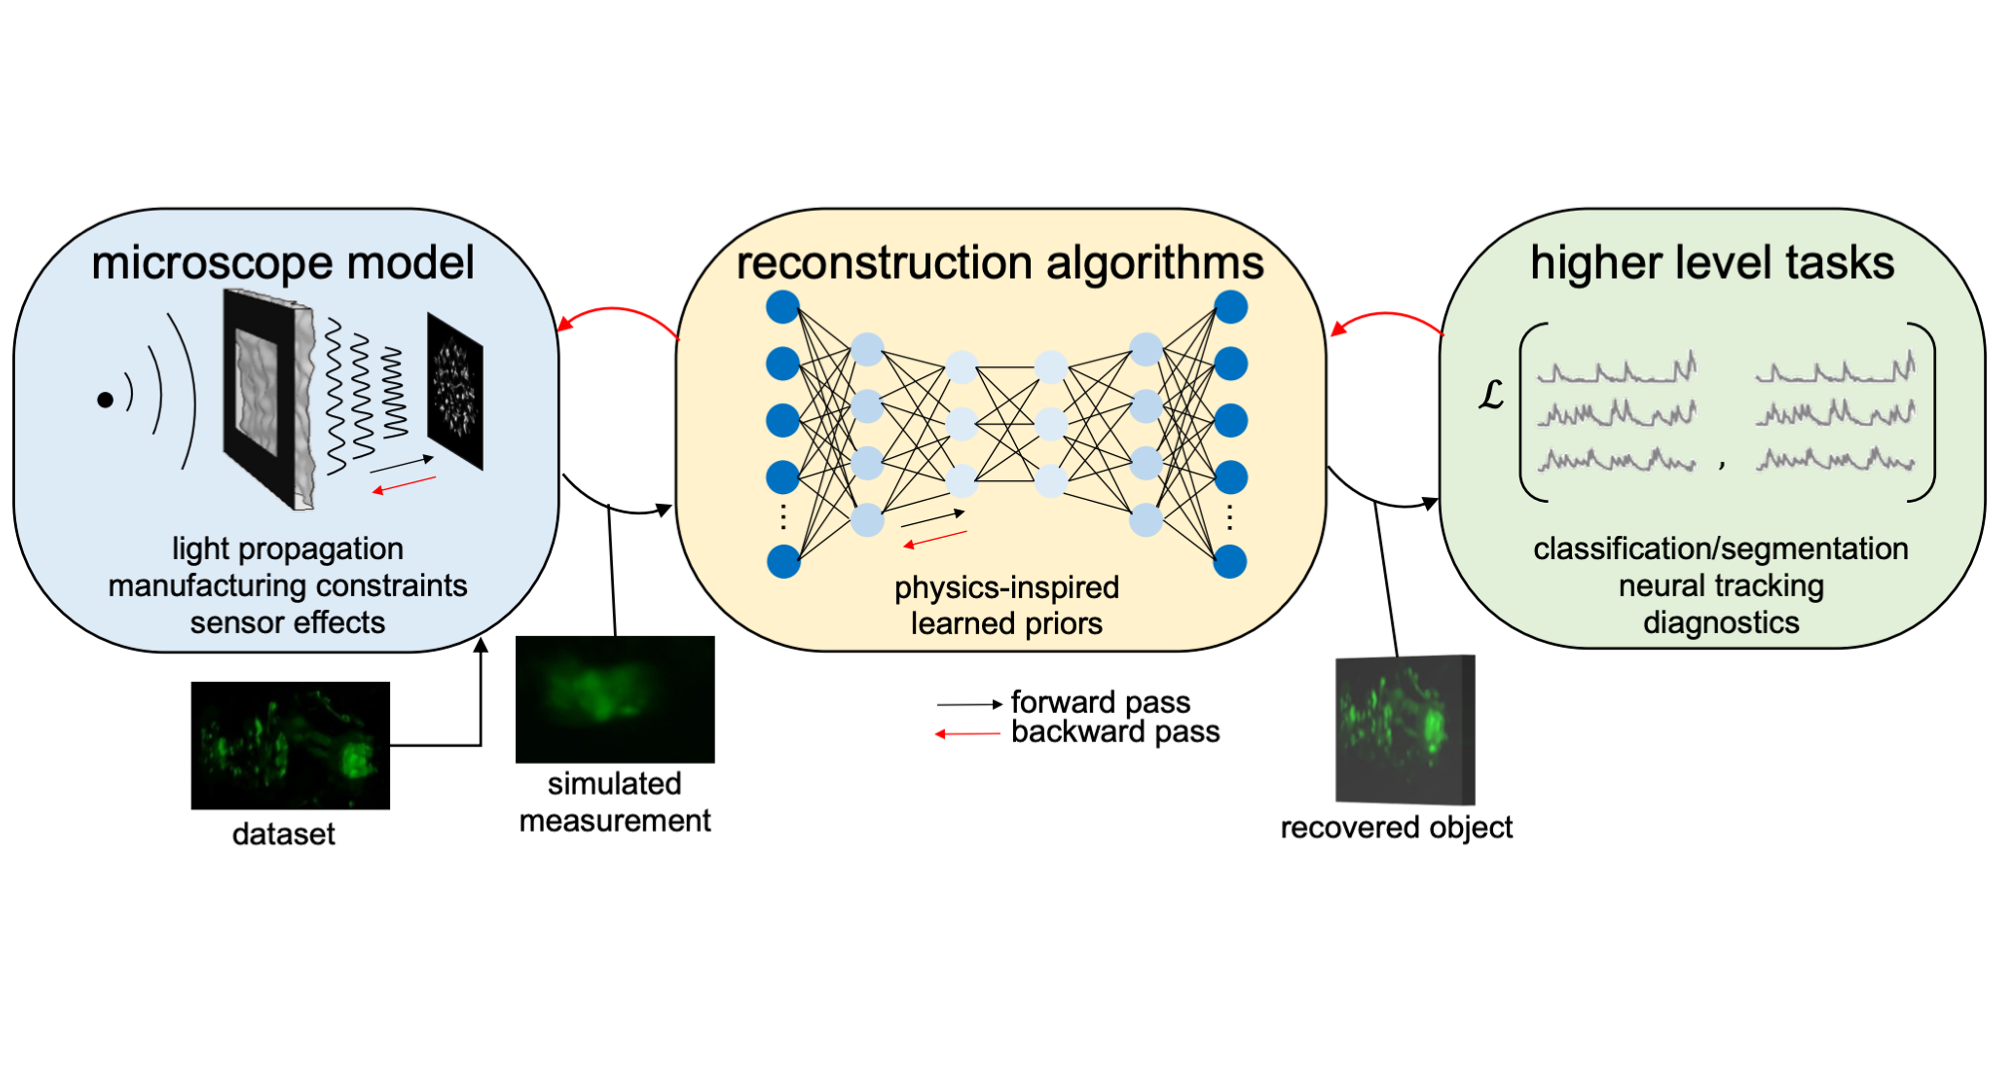 microscope model
light propagation
manufacturing constraints
sensor effects
dataset
simulated
measurement
reconstruction algorithms
physics-inspired
learned priors
forward pass
backward pass
higher level tasks
ℒ
,
classification/segmentation
neural tracking
diagnostics
recovered object